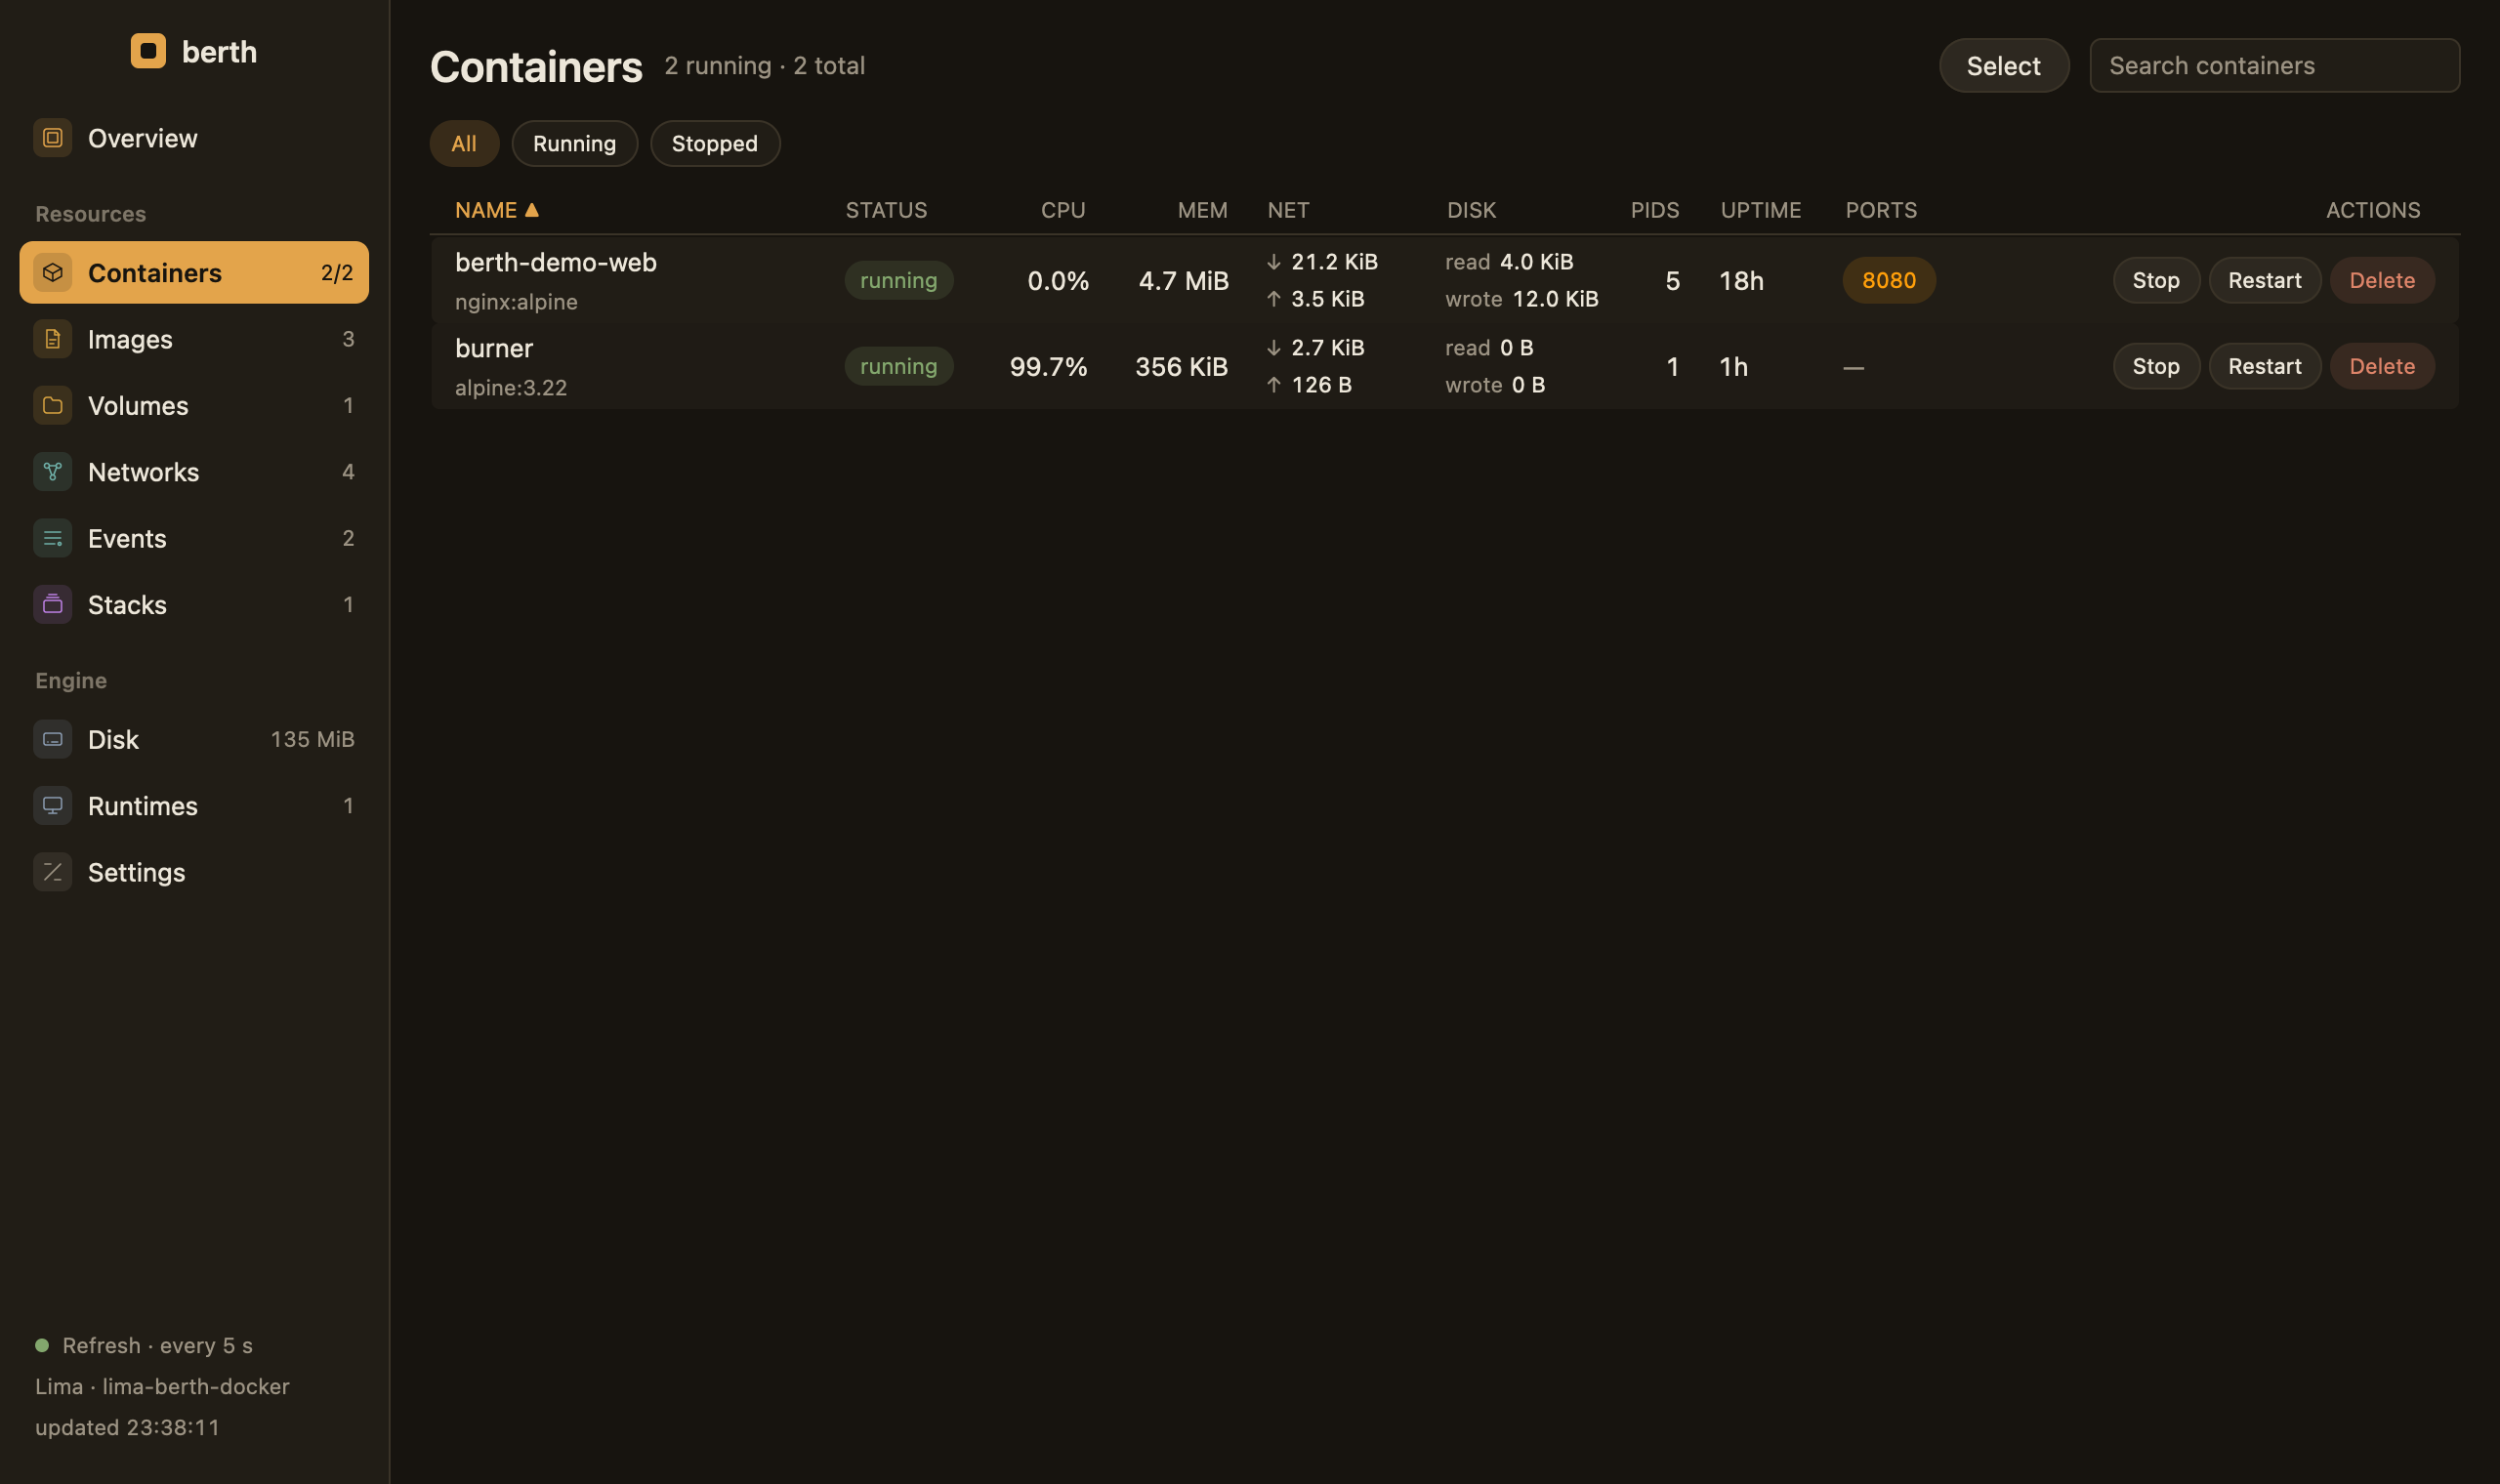 berth
Overview
Resources
Containers 2/2
Images 3
Volumes 1
Networks 4
Events 2
Stacks 1
Engine
Disk 135 MiB
Runtimes 1
Settings
Refresh · every 5 s
Lima · lima-berth-docker
updated 23:38:11
Containers 2 running · 2 total Select Search containers
All Running Stopped
NAME ▲ STATUS CPU MEM NET DISK PIDS UPTIME PORTS ACTIONS
berth-demo-web
nginx:alpine
running 0.0% 4.7 MiB
↓ 21.2 KiB
↑ 3.5 KiB
read 4.0 KiB
wrote 12.0 KiB
5 18h 8080 Stop Restart Delete
burner
alpine:3.22
running 99.7% 356 KiB
↓ 2.7 KiB
↑ 126 B
read 0 B
wrote 0 B
1 1h — Stop Restart Delete